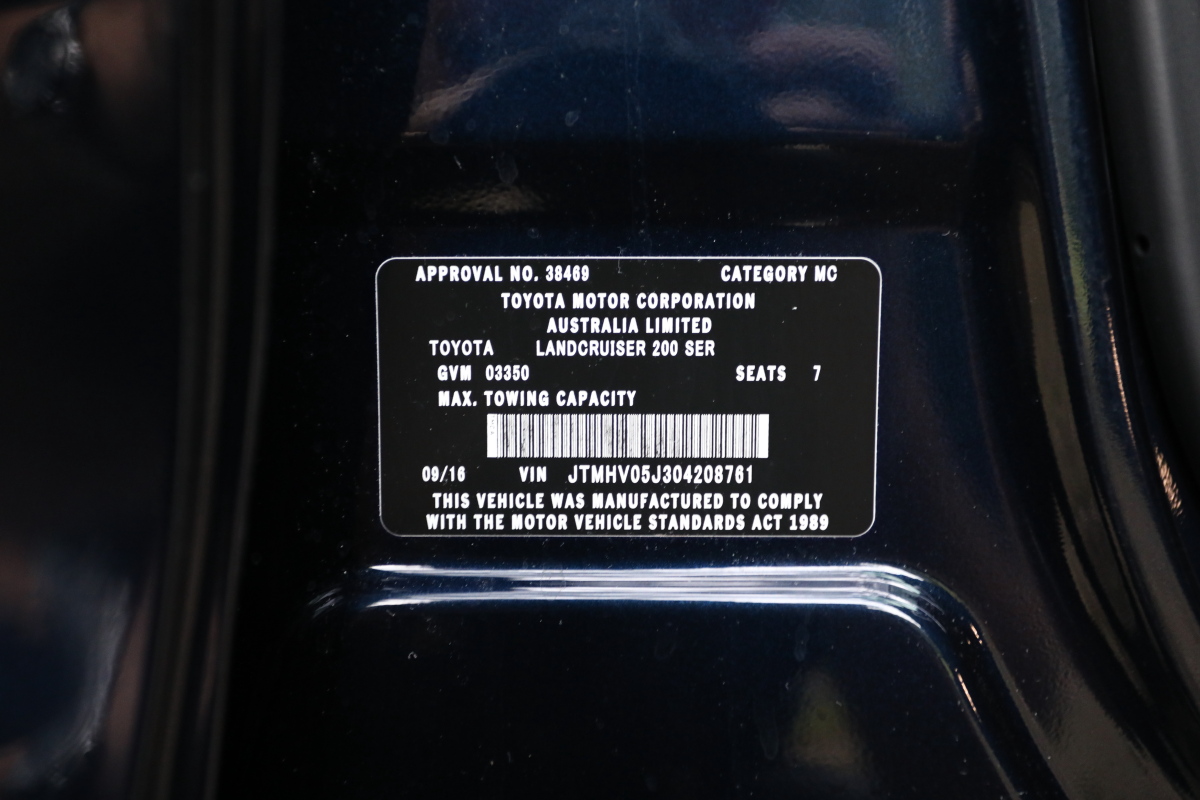 APPROVAL NO. 38469 CATEGORY MC
TOYOTA MOTOR CORPORATION
AUSTRALIA LIMITED
TOYOTA LANDCRUISER 200 SER
GVM 03350 SEATS 7
MAX. TOWING CAPACITY
09/16 VIN JTMHV05J304208761
THIS VEHICLE WAS MANUFACTURED TO COMPLY
WITH THE MOTOR VEHICLE STANDARDS ACT 1989